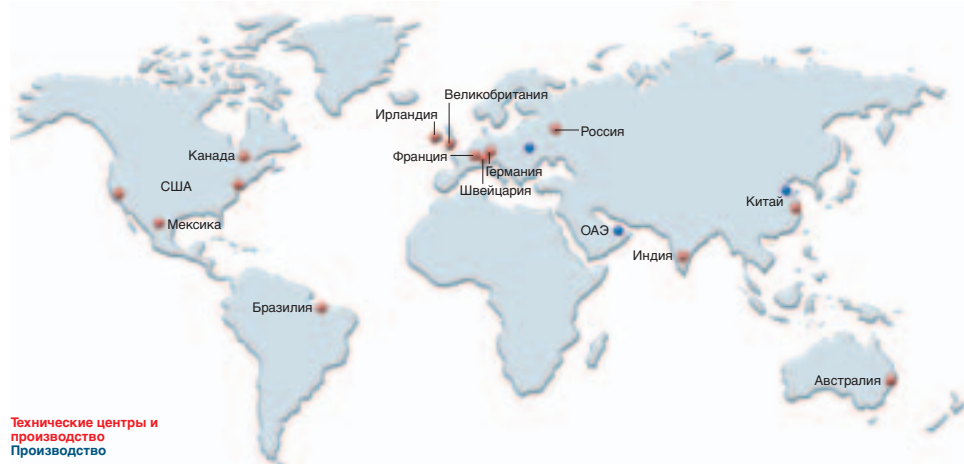 Великобритания
Ирландия
Россия
Канада
Франция
Германия
США
Швейцария
Китай
Мексика
ОАЭ
Индия
Бразилия
Австралия
Технические центры и
производство
Производство